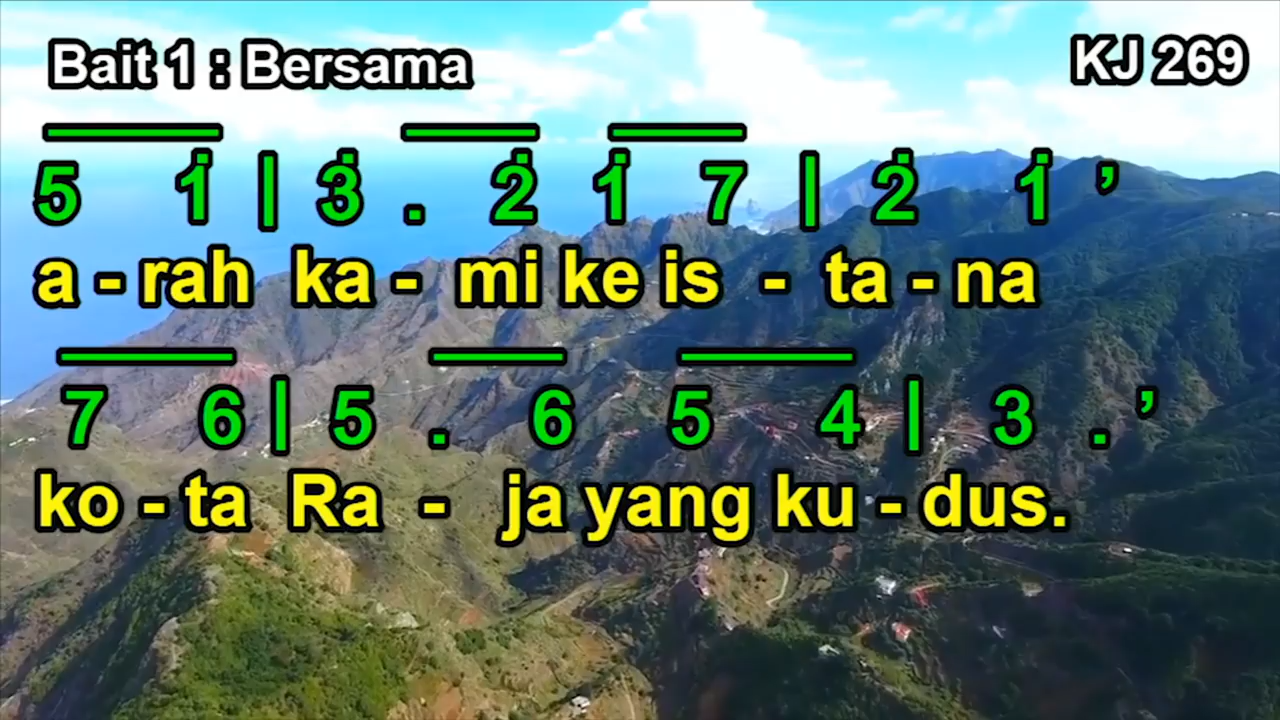 Bait 1 : Bersama KJ 269
5 1̇ | 3̇ . 2̇ 1̇ 7 | 2̇ 1̇ ’
a - rah ka - mi ke is - ta - na
7 6 | 5 . 6 5 4 | 3 . ’
ko - ta Ra - ja yang ku - dus.